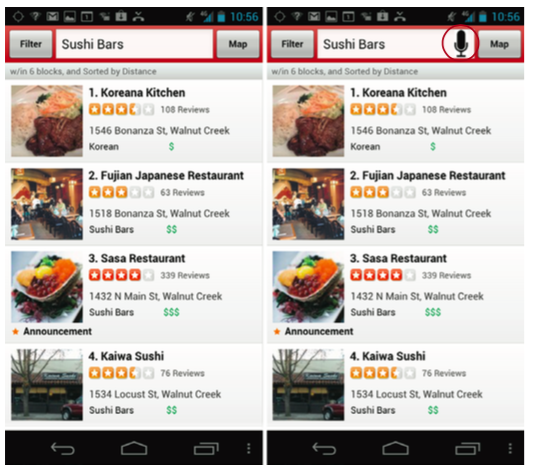 10:56
Filter
Sushi Bars
Map
w/in 6 blocks, and Sorted by Distance
1. Koreana Kitchen
108 Reviews
1546 Bonanza St, Walnut Creek
Korean $
2. Fujian Japanese Restaurant
63 Reviews
1518 Bonanza St, Walnut Creek
Sushi Bars $$
3. Sasa Restaurant
339 Reviews
1432 N Main St, Walnut Creek
Sushi Bars $$$
Announcement
4. Kaiwa Sushi
76 Reviews
1534 Locust St, Walnut Creek
Sushi Bars $$
10:56
Filter
Sushi Bars
Map
w/in 6 blocks, and Sorted by Distance
1. Koreana Kitchen
108 Reviews
1546 Bonanza St, Walnut Creek
Korean $
2. Fujian Japanese Restaurant
63 Reviews
1518 Bonanza St, Walnut Creek
Sushi Bars $$
3. Sasa Restaurant
339 Reviews
1432 N Main St, Walnut Creek
Sushi Bars $$$
Announcement
4. Kaiwa Sushi
76 Reviews
1534 Locust St, Walnut Creek
Sushi Bars $$